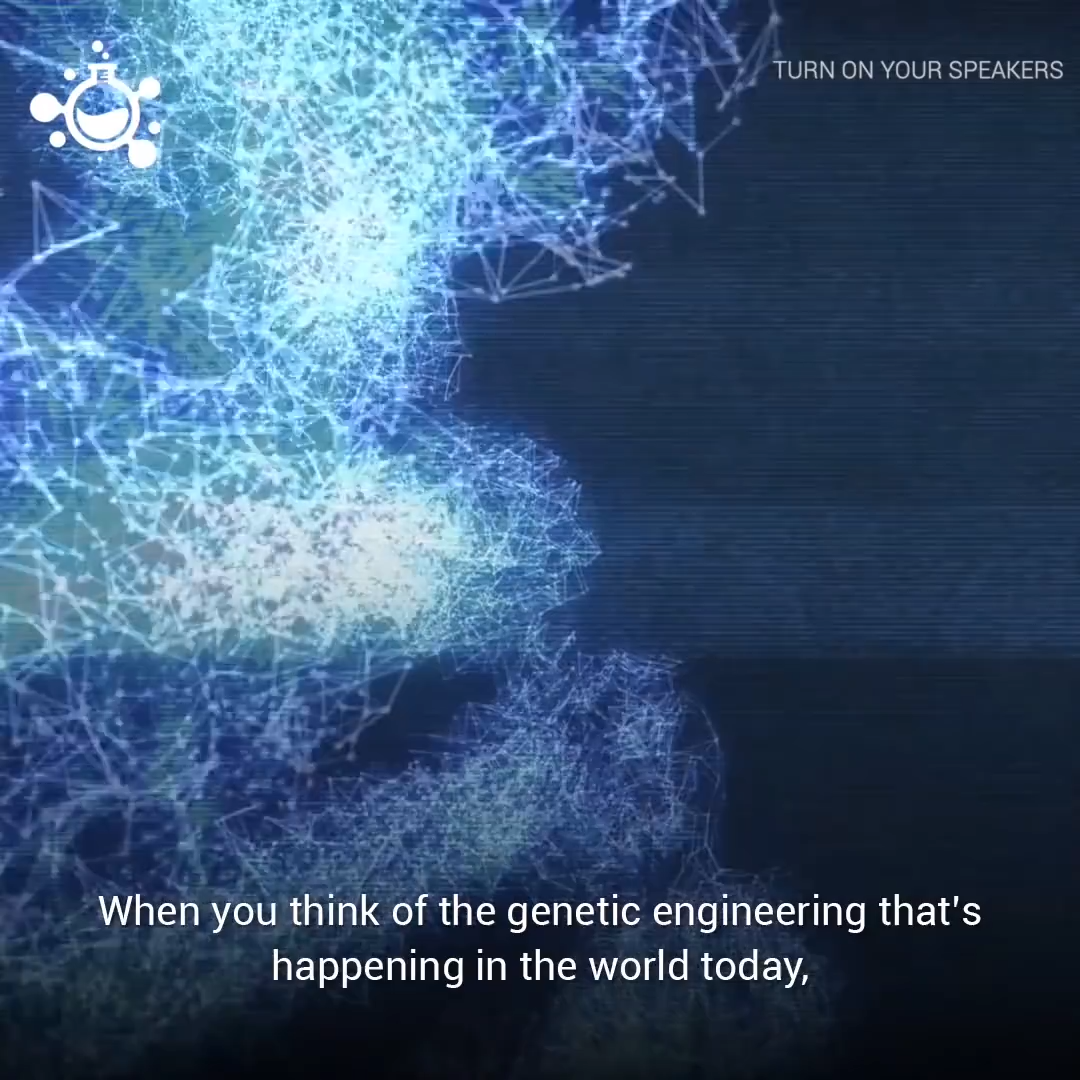 TURN ON YOUR SPEAKERS
When you think of the genetic engineering that's
happening in the world today,